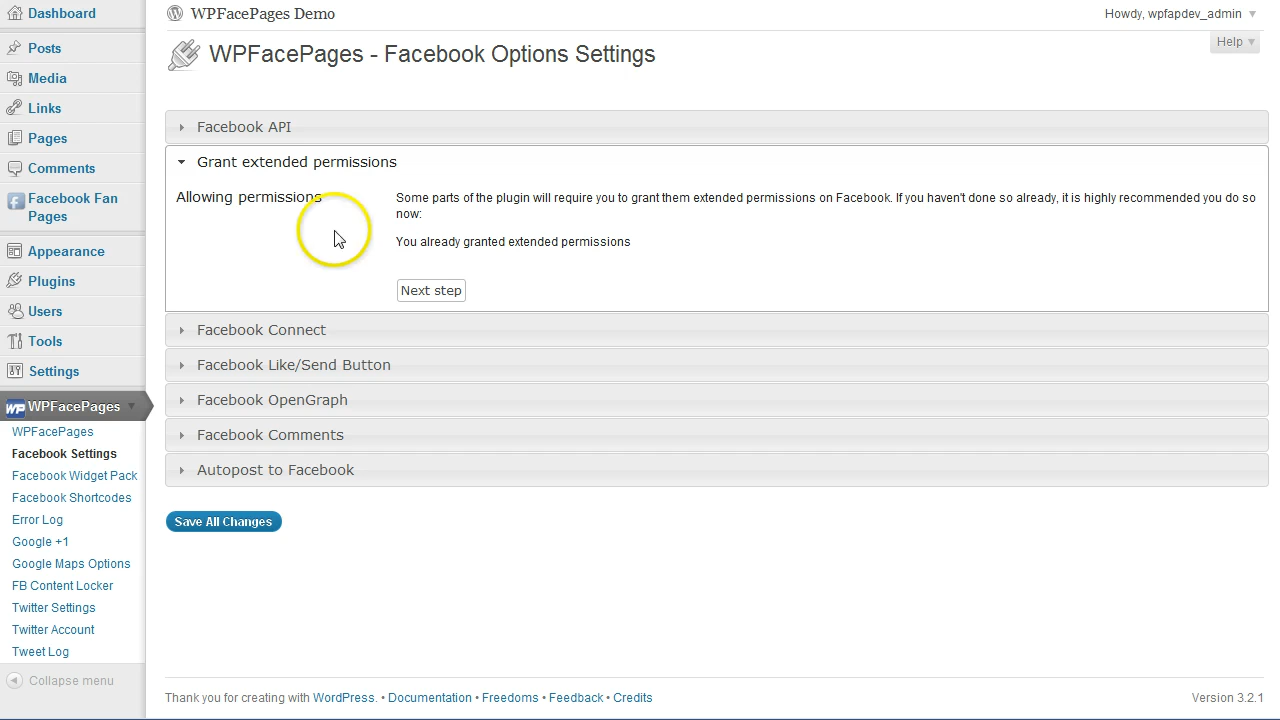 Dashboard
Posts
Media
Links
Pages
Comments
Facebook Fan
Pages
Appearance
Plugins
Users
Tools
Settings
WPFacePages
WPFacePages
Facebook Settings
Facebook Widget Pack
Facebook Shortcodes
Error Log
Google +1
Google Maps Options
FB Content Locker
Twitter Settings
Twitter Account
Tweet Log
Collapse menu
WPFacePages Demo
Howdy, wpfapdev_admin
Help
WPFacePages - Facebook Options Settings
Facebook API
Grant extended permissions
Allowing permissions
Some parts of the plugin will require you to grant them extended permissions on Facebook. If you haven't done so already, it is highly recommended you do so
now:
You already granted extended permissions
Next step
Facebook Connect
Facebook Like/Send Button
Facebook OpenGraph
Facebook Comments
Autopost to Facebook
Save All Changes
Thank you for creating with WordPress. • Documentation • Freedoms • Feedback • Credits
Version 3.2.1